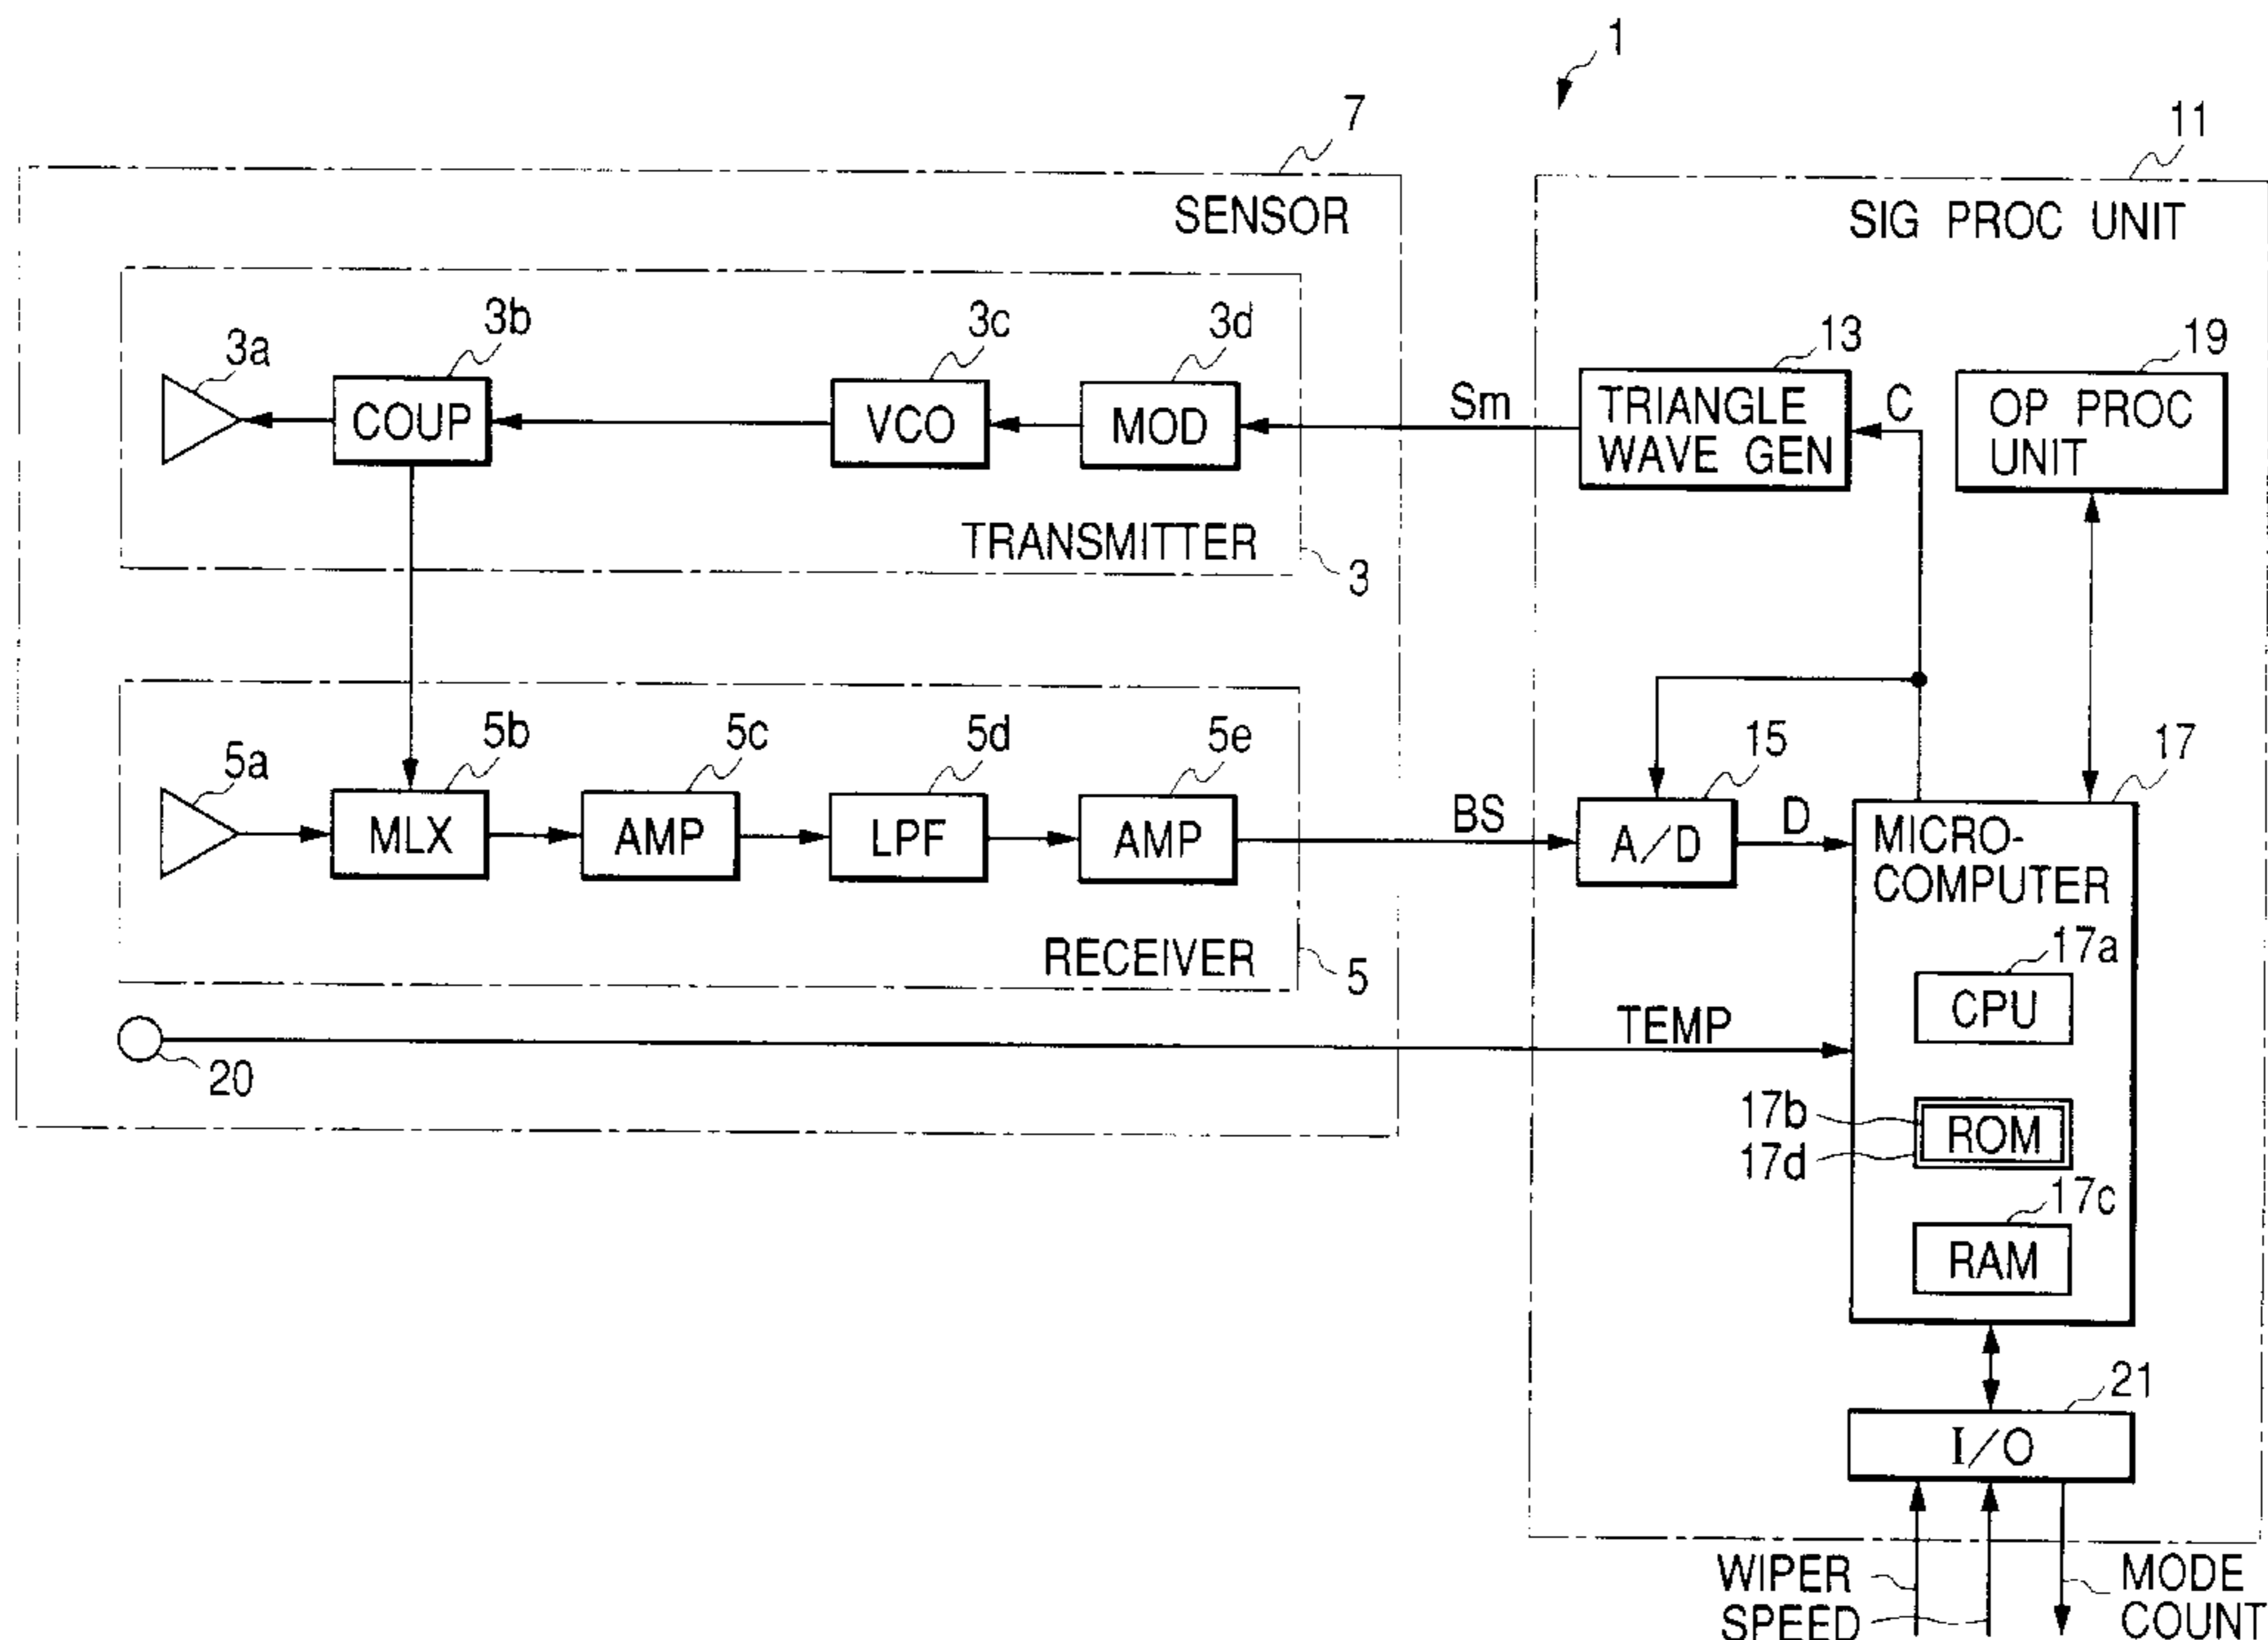 1
7
11
SENSOR
SIG PROC UNIT
3a
3b
3c
3d
13
19
COUP
VCO
MOD
Sm
TRIANGLE
WAVE GEN
C
OP PROC
UNIT
TRANSMITTER
3
5a
5b
5c
5d
5e
15
17
MLX
AMP
LPF
AMP
BS
A/D
D
MICRO-
COMPUTER
RECEIVER
5
17a
CPU
20
TEMP
17b
17d
ROM
17c
RAM
21
I/O
WIPER
SPEED
MODE
COUNT